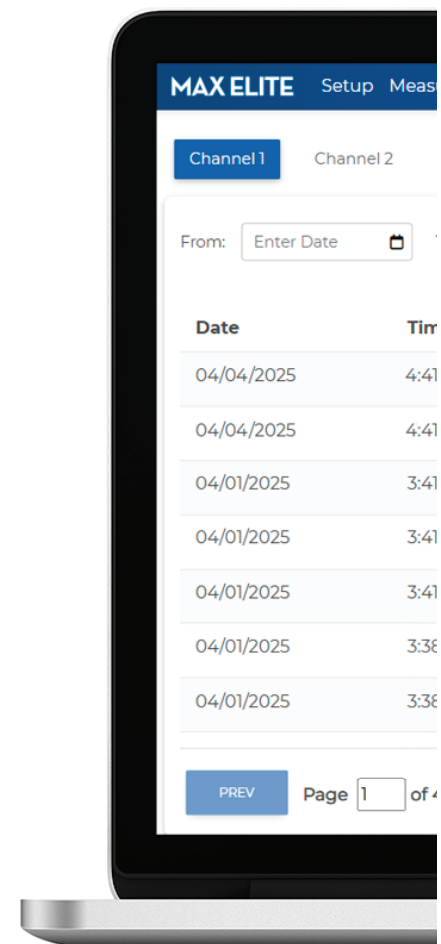 MAX ELITE Setup
Channel 1 Channel 2
From: Enter Date
Date
04/04/2025
04/04/2025
04/01/2025
04/01/2025
04/01/2025
04/01/2025
04/01/2025
PREV Page 1 of